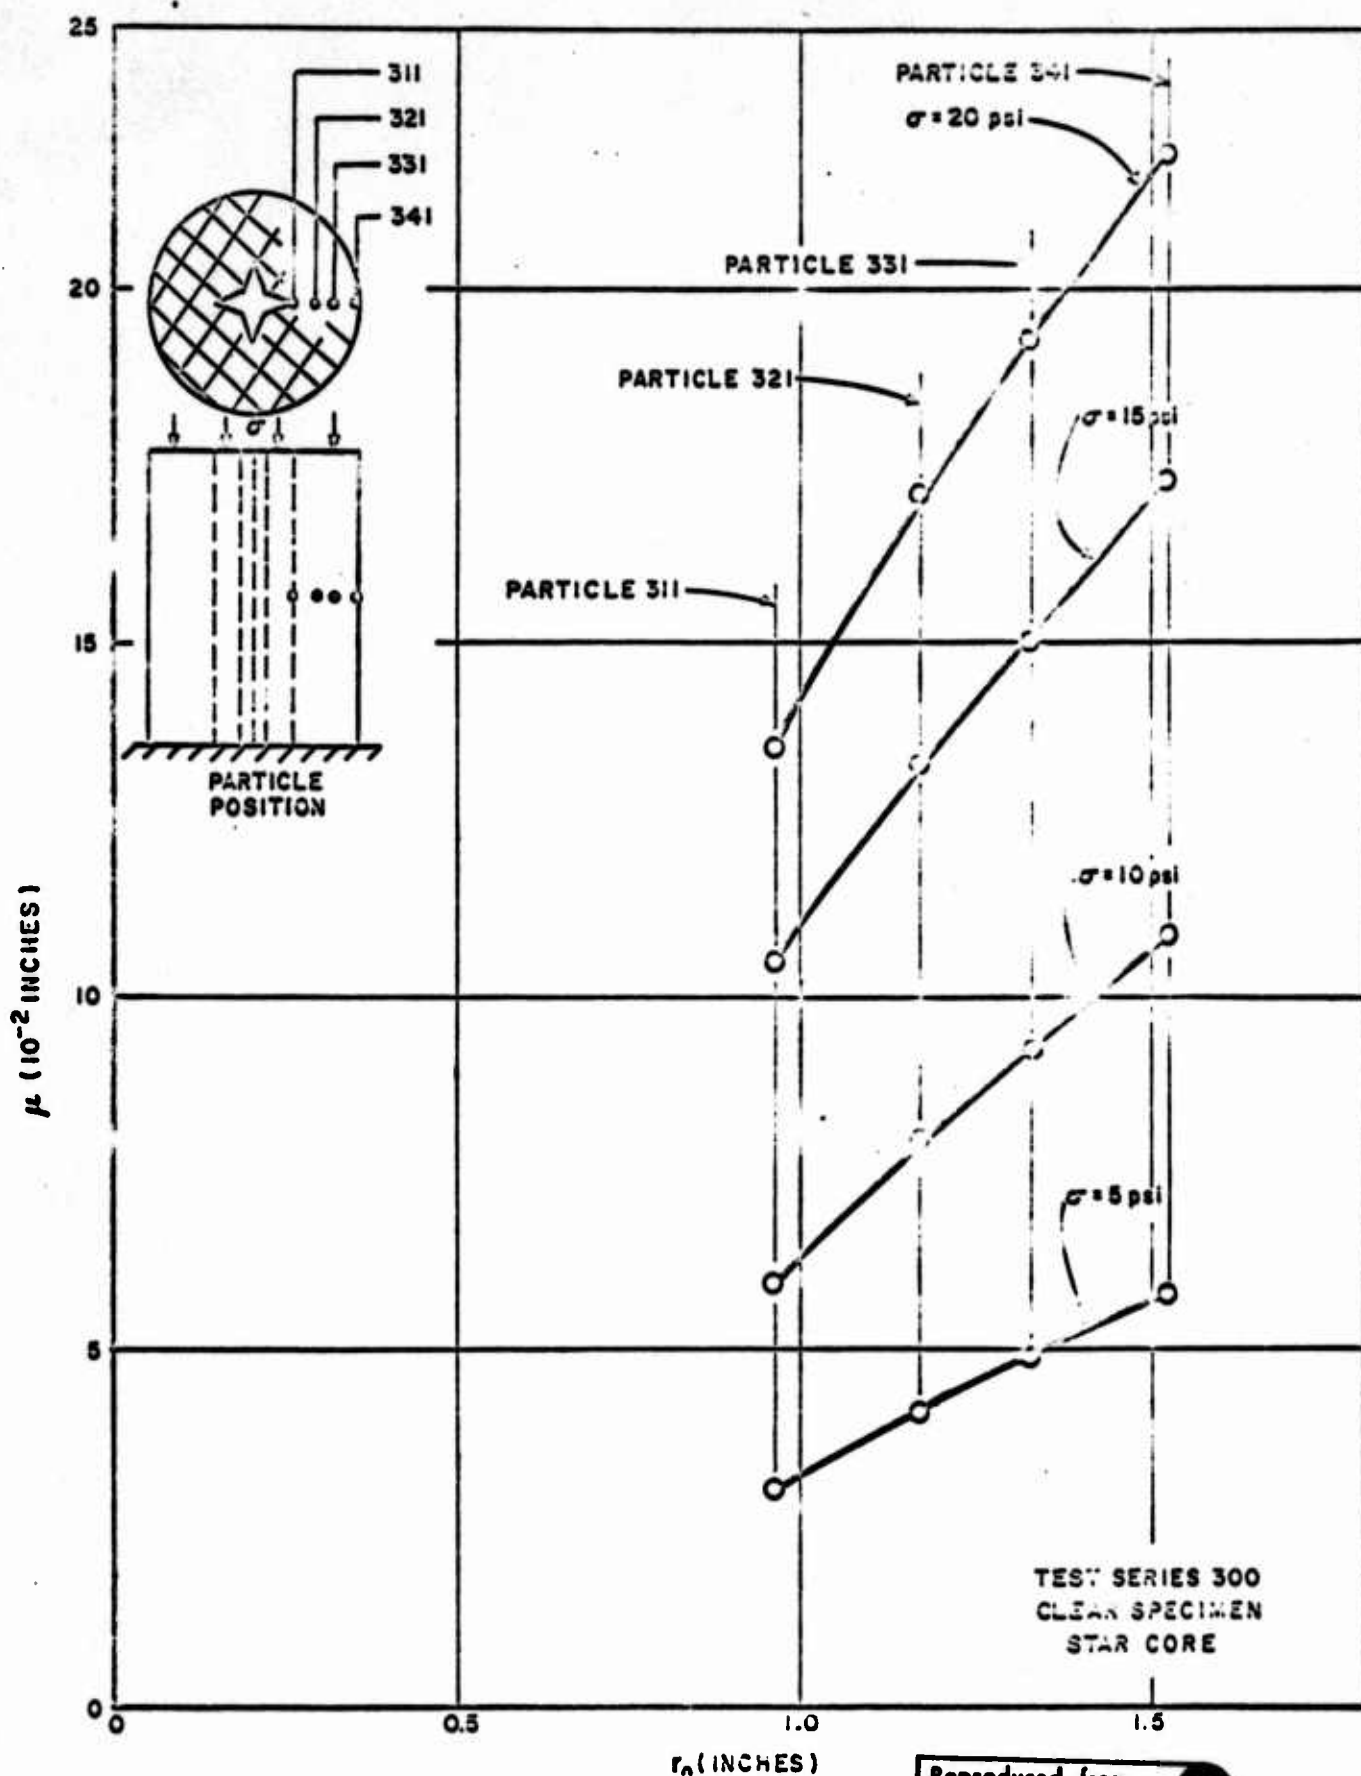 25
311
PARTICLE 341
321
σ = 20 psi
331
341
PARTICLE 331
20
PARTICLE 321
σ = 15 psi
σ
PARTICLE 311
15
PARTICLE
POSITION
σ = 10 psi
μ (10⁻² INCHES)
10
σ = 5 psi
5
TEST SERIES 300
CLEAR SPECIMEN
STAR CORE
0
0
0.5
1.0
1.5
r₀ (INCHES)
Reproduced from